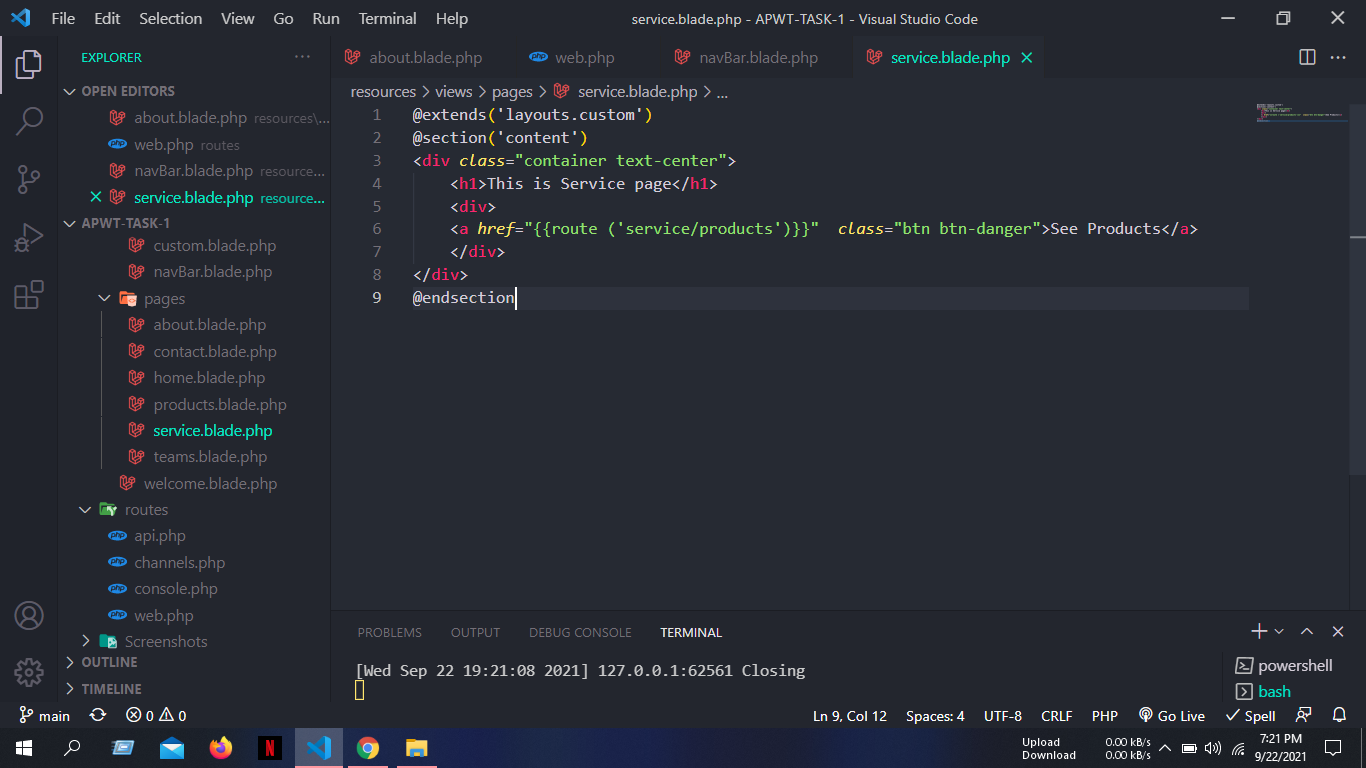 File Edit Selection View Go Run Terminal Help
service.blade.php - APWT-TASK-1 - Visual Studio Code
EXPLORER
OPEN EDITORS
about.blade.php resources\...
web.php routes
navBar.blade.php resource...
service.blade.php resource...
APWT-TASK-1
custom.blade.php
navBar.blade.php
pages
about.blade.php
contact.blade.php
home.blade.php
products.blade.php
service.blade.php
teams.blade.php
welcome.blade.php
routes
api.php
channels.php
console.php
web.php
Screenshots
OUTLINE
TIMELINE
about.blade.php web.php navBar.blade.php service.blade.php
resources > views > pages > service.blade.php > ...
1 @extends('layouts.custom')
2 @section('content')
3 <div class="container text-center">
4 <h1>This is Service page</h1>
5 <div>
6 <a href="{{route ('service/products')}}"  class="btn btn-danger">See Products</a>
7 </div>
8 </div>
9 @endsection
PROBLEMS OUTPUT DEBUG CONSOLE TERMINAL
[Wed Sep 22 19:21:08 2021] 127.0.0.1:62561 Closing
powershell
bash
main 0 0 Ln 9, Col 12 Spaces: 4 UTF-8 CRLF PHP Go Live Spell
Upload 0.00 kB/s
Download 0.00 kB/s
7:21 PM
9/22/2021